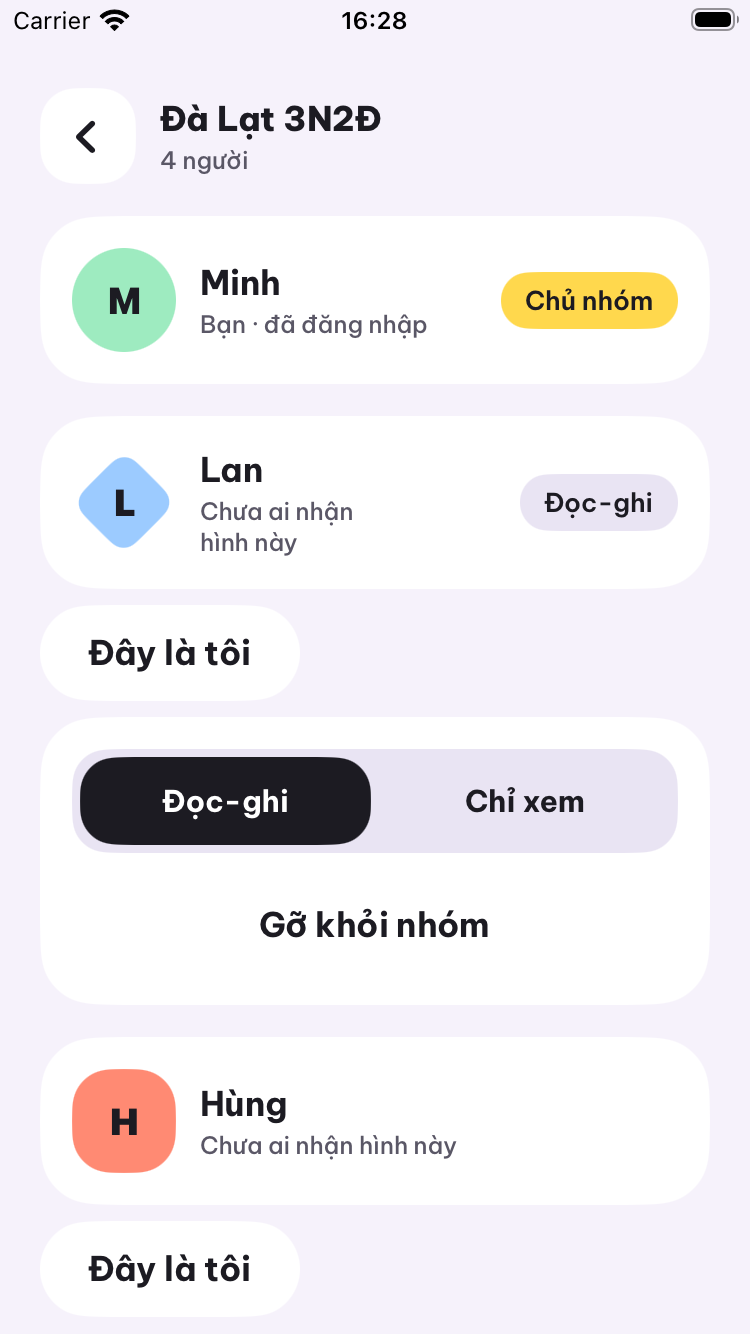 Carrier 16:28
Đà Lạt 3N2Đ
4 người
M
Minh
Bạn · đã đăng nhập
Chủ nhóm
L
Lan
Chưa ai nhận
hình này
Đọc-ghi
Đây là tôi
Đọc-ghi
Chỉ xem
Gỡ khỏi nhóm
H
Hùng
Chưa ai nhận hình này
Đây là tôi